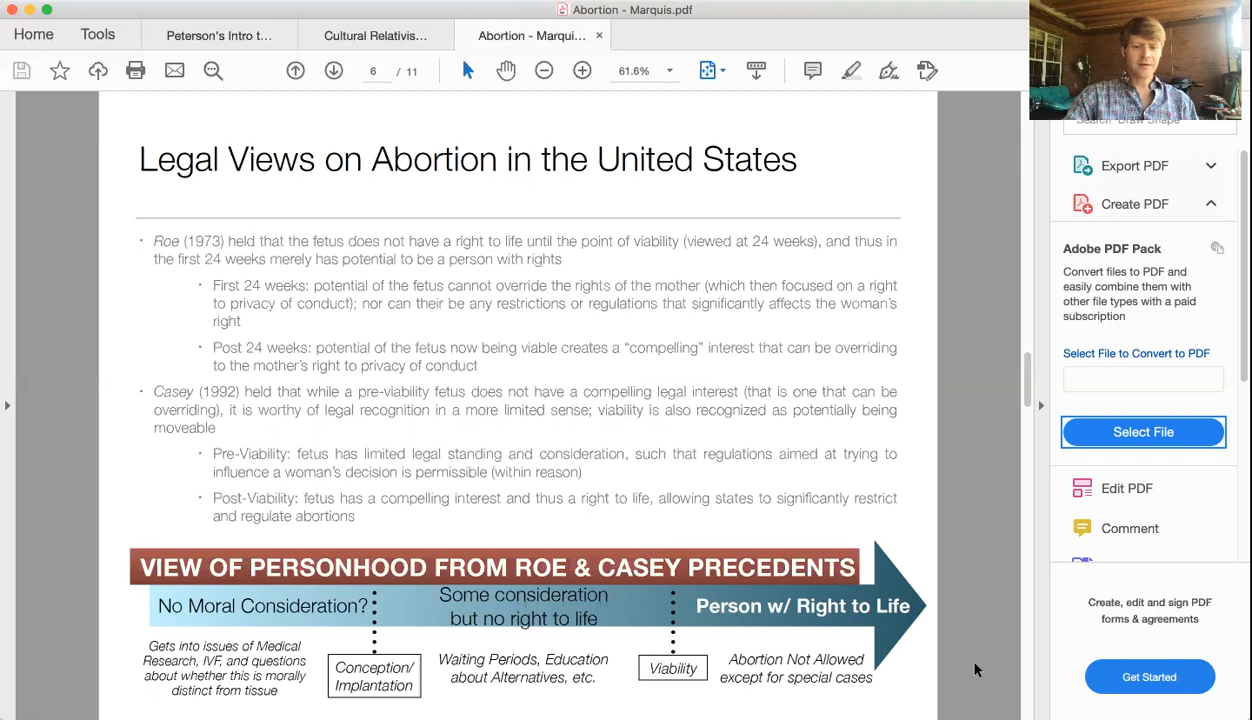 Abortion - Marquis.pdf
Home
Tools
Peterson's Intro t...
Cultural Relativis...
Abortion - Marqui...
6 / 11
61.6%
Legal Views on Abortion in the United States
Roe (1973) held that the fetus does not have a right to life until the point of viability (viewed at 24 weeks), and thus in
the first 24 weeks merely has potential to be a person with rights
First 24 weeks: potential of the fetus cannot override the rights of the mother (which then focused on a right
to privacy of conduct); nor can their be any restrictions or regulations that significantly affects the woman's
right
Post 24 weeks: potential of the fetus now being viable creates a “compelling” interest that can be overriding
to the mother's right to privacy of conduct
Casey (1992) held that while a pre-viability fetus does not have a compelling legal interest (that is one that can be
overriding), it is worthy of legal recognition in a more limited sense; viability is also recognized as potentially being
moveable
Pre-Viability: fetus has limited legal standing and consideration, such that regulations aimed at trying to
influence a woman's decision is permissible (within reason)
Post-Viability: fetus has a compelling interest and thus a right to life, allowing states to significantly restrict
and regulate abortions
VIEW OF PERSONHOOD FROM ROE & CASEY PRECEDENTS
No Moral Consideration?
Some consideration
but no right to life
Person w/ Right to Life
Gets into issues of Medical
Research, IVF, and questions
about whether this is morally
distinct from tissue
Conception/
Implantation
Waiting Periods, Education
about Alternatives, etc.
Viability
Abortion Not Allowed
except for special cases
Search 'Draw Shape'
Export PDF
Create PDF
Adobe PDF Pack
Convert files to PDF and
easily combine them with
other file types with a paid
subscription
Select File to Convert to PDF
Select File
Edit PDF
Comment
Create, edit and sign PDF
forms & agreements
Get Started